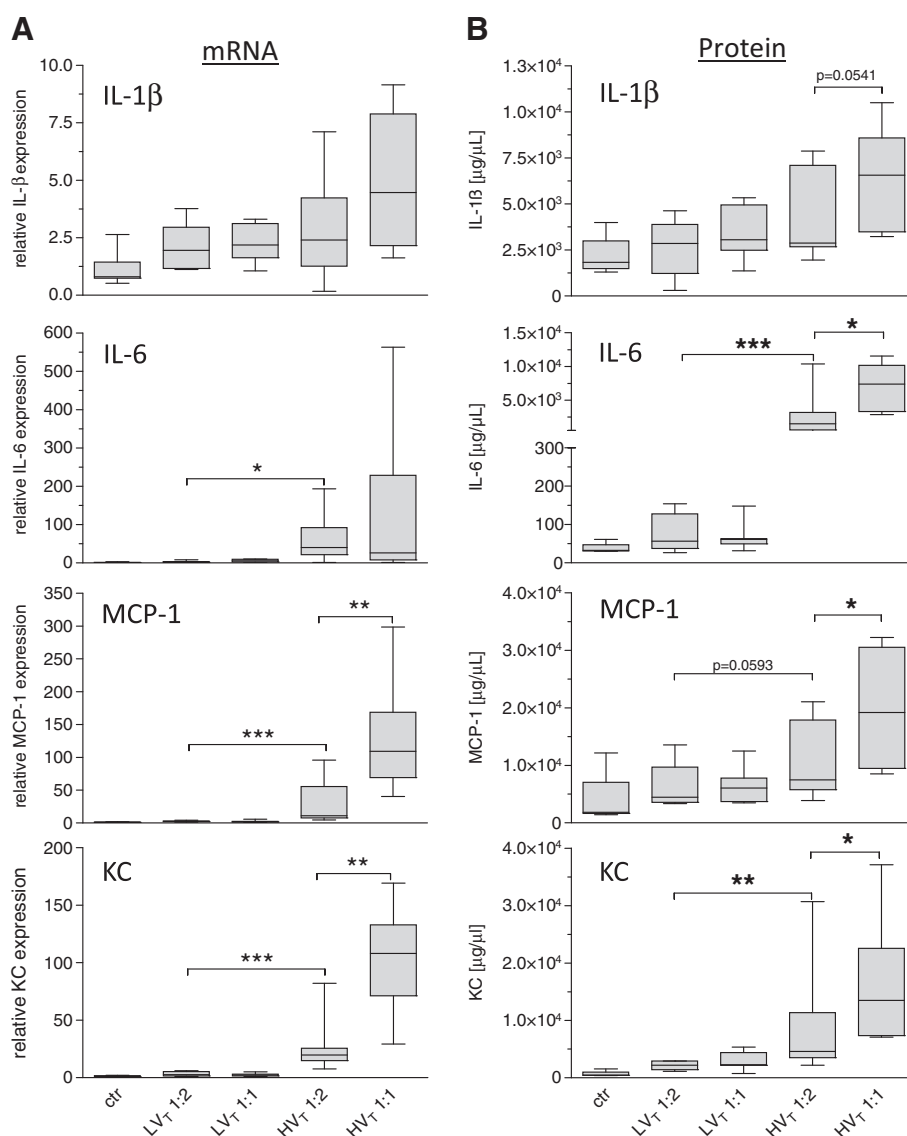 A
B
mRNA
Protein
IL-1β
relative IL-β expression
10.0
7.5
5.0
2.5
0.0
IL-1β
IL-1ß [µg/µL]
1.3×10⁴
1.0×10⁴
7.5×10³
5.0×10³
2.5×10³
0
p=0.0541
IL-6
relative IL-6 expression
600
500
400
300
200
100
0
*
IL-6
IL-6 [µg/µL]
1.5×10⁴
1.0×10⁴
5.0×10³
300
200
100
0
***
*
MCP-1
relative MCP-1 expression
350
300
250
200
150
100
50
0
***
**
MCP-1
MCP-1 [µg/µL]
4.0×10⁴
3.0×10⁴
2.0×10⁴
1.0×10⁴
0
p=0.0593
*
KC
relative KC expression
200
150
100
50
0
***
**
KC
KC [µg/µl]
4.0×10⁴
3.0×10⁴
2.0×10⁴
1.0×10⁴
0
**
*
ctr
LVT 1:2
LVT 1:1
HVT 1:2
HVT 1:1
ctr
LVT 1:2
LVT 1:1
HVT 1:2
HVT 1:1